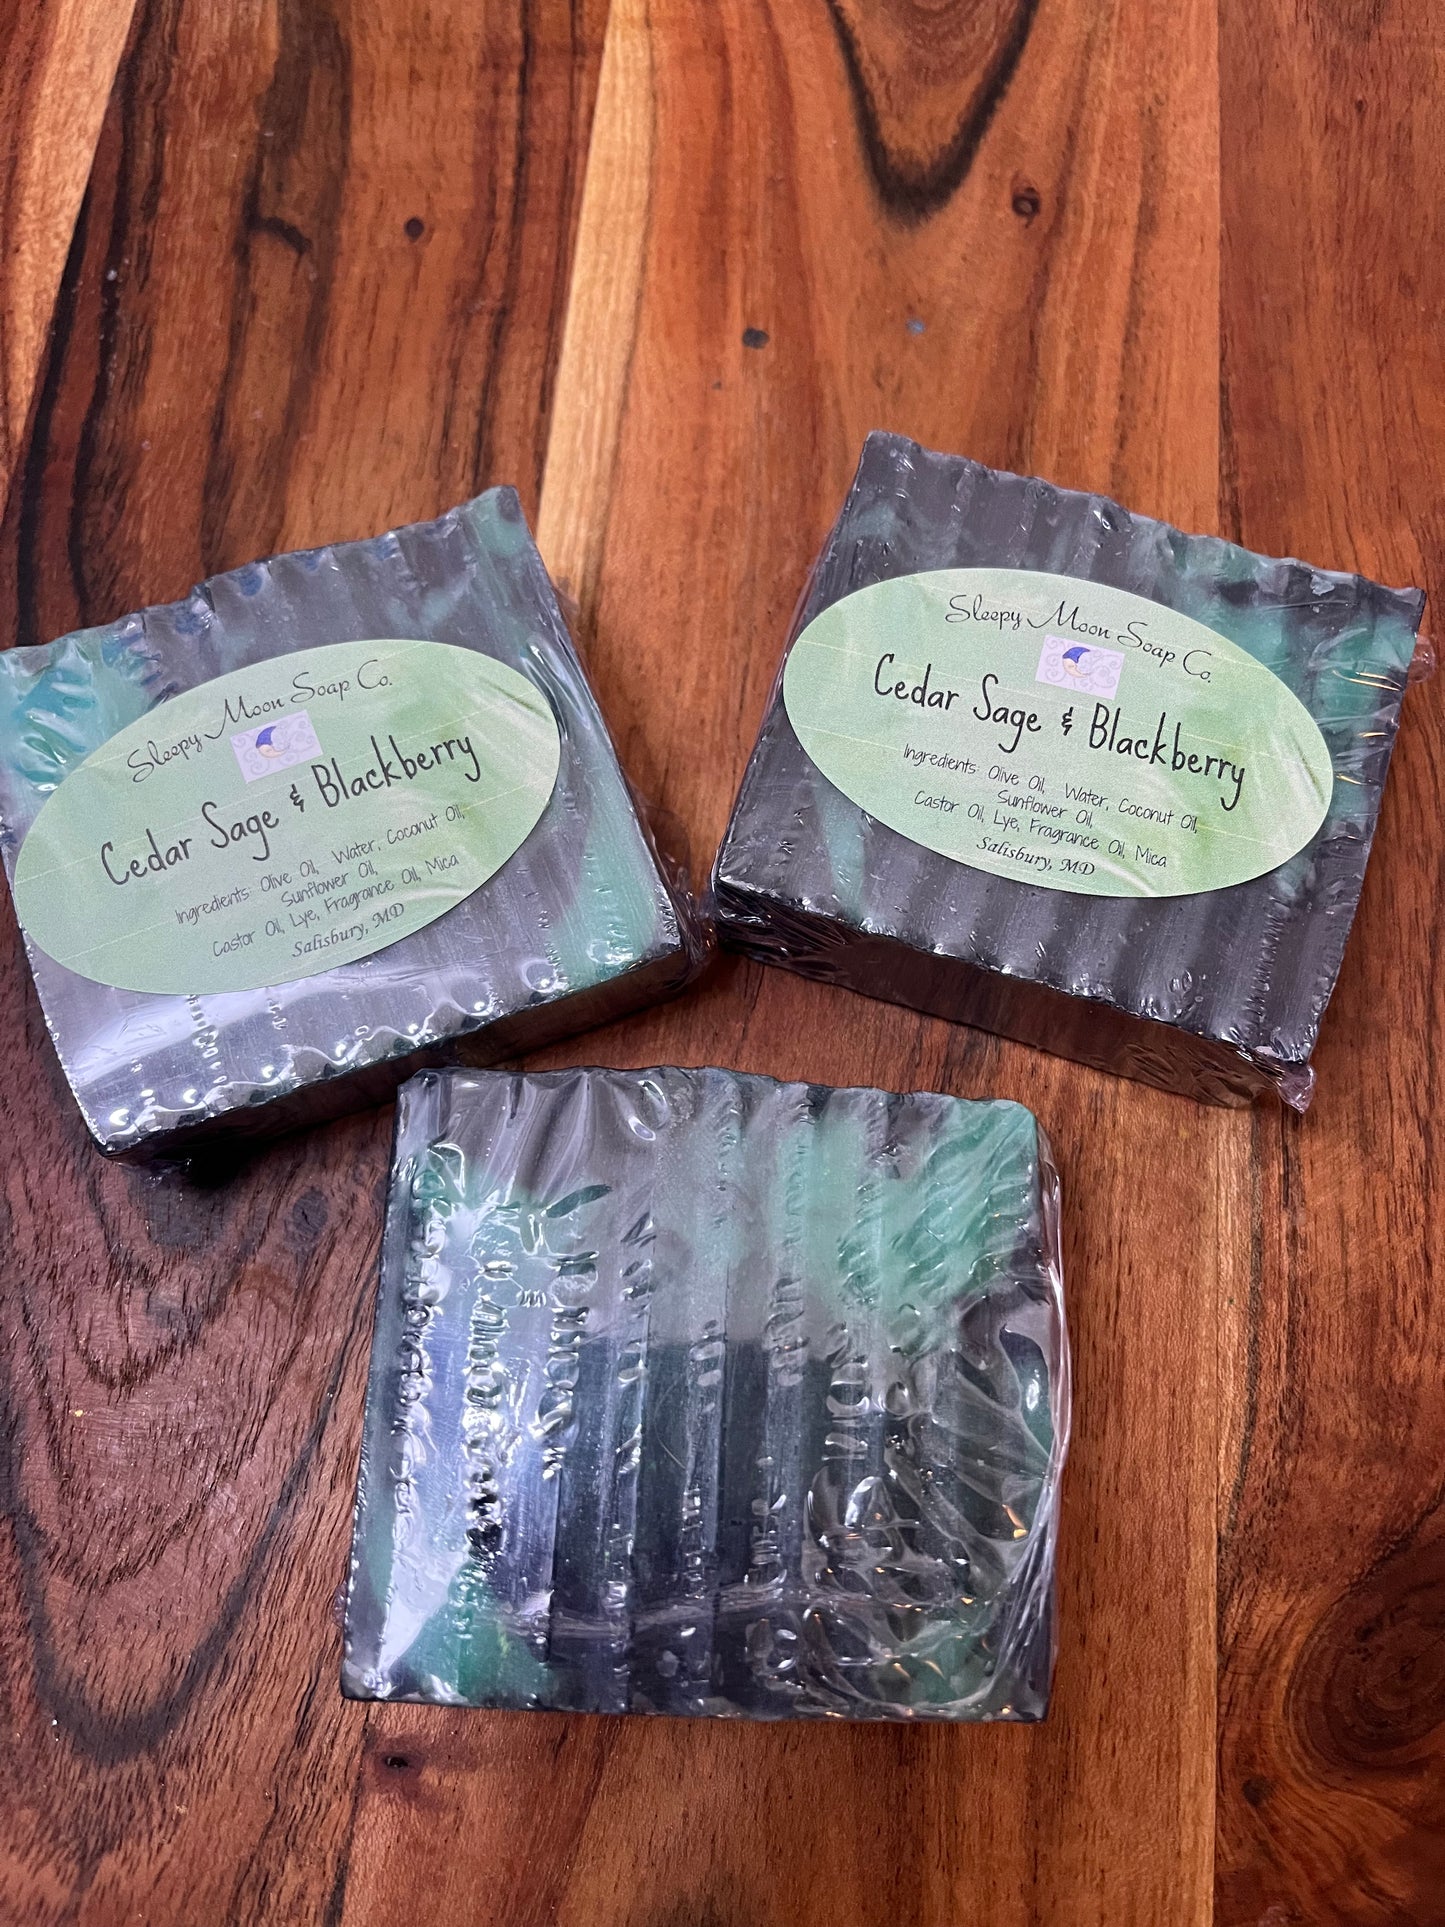 Sleepy Moon Soap Co.
Cedar Sage & Blackberry
Ingredients: Olive Oil, Water, Coconut Oil,
Sunflower Oil,
Castor Oil, Lye, Fragrance Oil, Mica
Salisbury, MD
Sleepy Moon Soap Co.
Cedar Sage & Blackberry
Ingredients: Olive Oil, Water, Coconut Oil,
Sunflower Oil,
Castor Oil, Lye, Fragrance Oil, Mica
Salisbury, MD